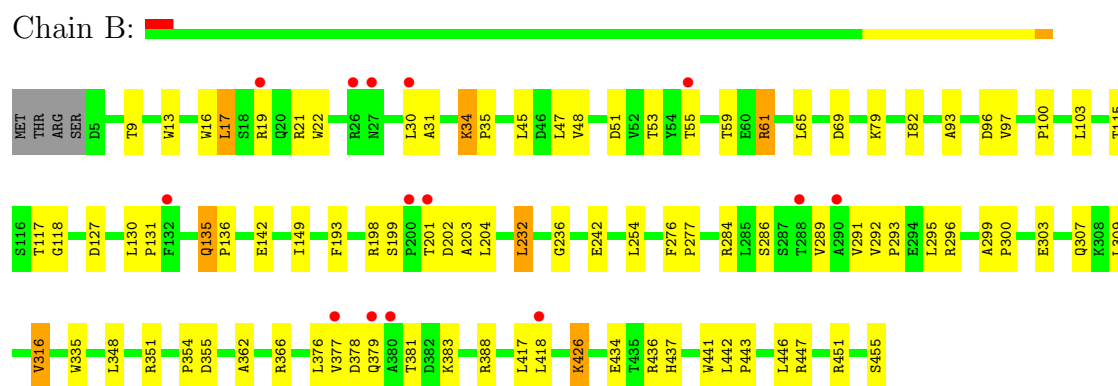 Chain B:
MET THR ARG SER D5 T9 W13 W16 L17 S18 R19 Q20 R21 W22 R26 N27 L30 A31 K34 P35 L45 D46 L47 V48 D51 V52 T53 Y54 T55 T59 E60 R61 L65 D69 K79 I82 A93 D96 V97 P100 L103 T115
S116 T117 G118 D127 L130 P131 F132 Q135 P136 E142 I149 F193 R198 S199 P200 T201 D202 A203 L204 L232 G236 E242 L254 F276 P277 R284 L285 S286 S287 T288 V289 A290 V291 V292 P293 E294 L295 R296 A299 P300 E303 Q307 K308 L309
V316 W335 L348 R351 P354 D355 A362 R366 L376 V377 D378 Q379 A380 T381 D382 K383 R388 L417 L418 K426 E434 T435 R436 H437 W441 L442 P443 L446 R447 R451 S455